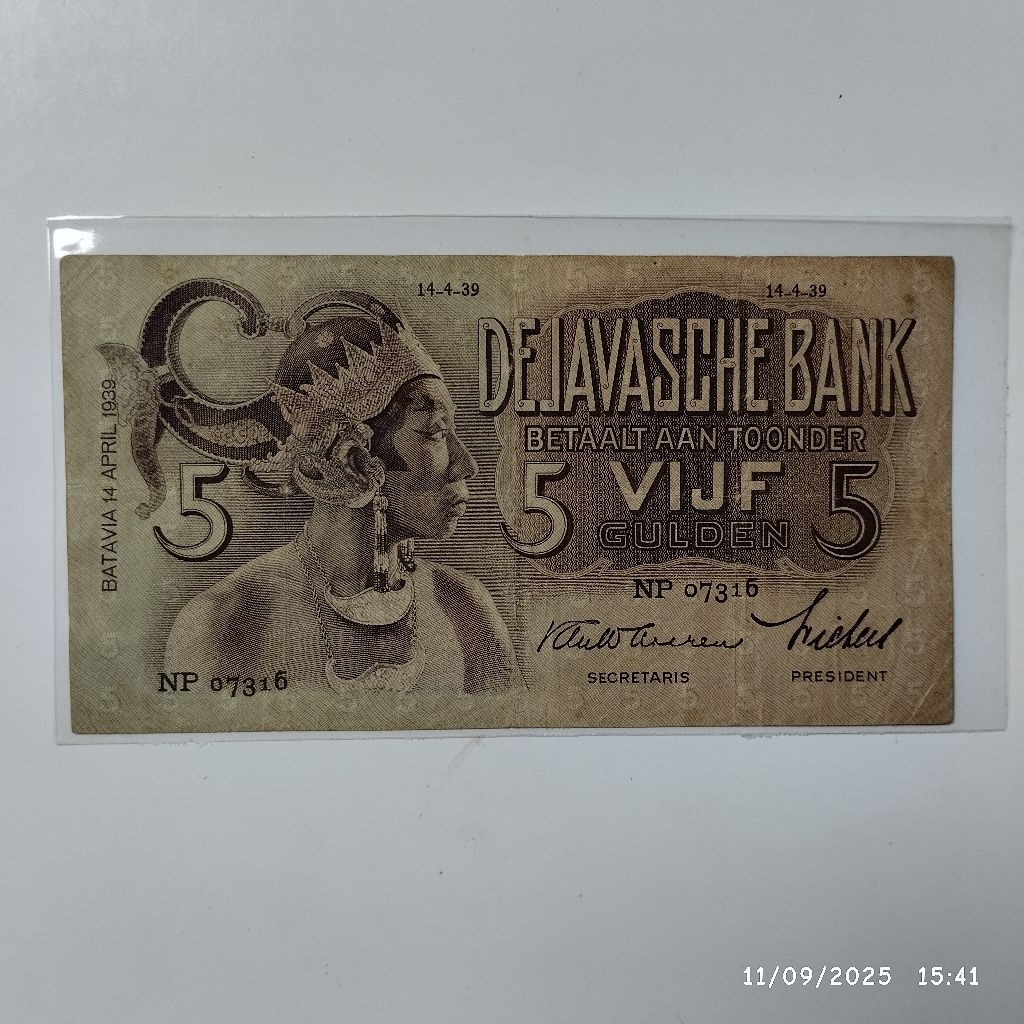 14-4-39
14-4-39
DE JAVASCHE BANK
BETAALT AAN TOONDER
5
5
VIJF
5
GULDEN
BATAVIA 14 APRIL 1939
NP 07316
NP 07316
SECRETARIS
PRESIDENT
11/09/2025 15:41